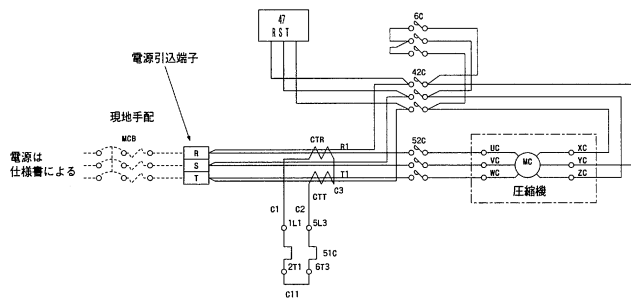 47
R S T
6C
電源引込端子
42C
現地手配
MCB
CTR
R1
52C
電源は
仕様書による
R
S
T
UC
VC
WC
MC
XC
YC
ZC
圧縮機
T1
C3
CTT
C1
C2
1L1
5L3
51C
2T1
6T3
C11